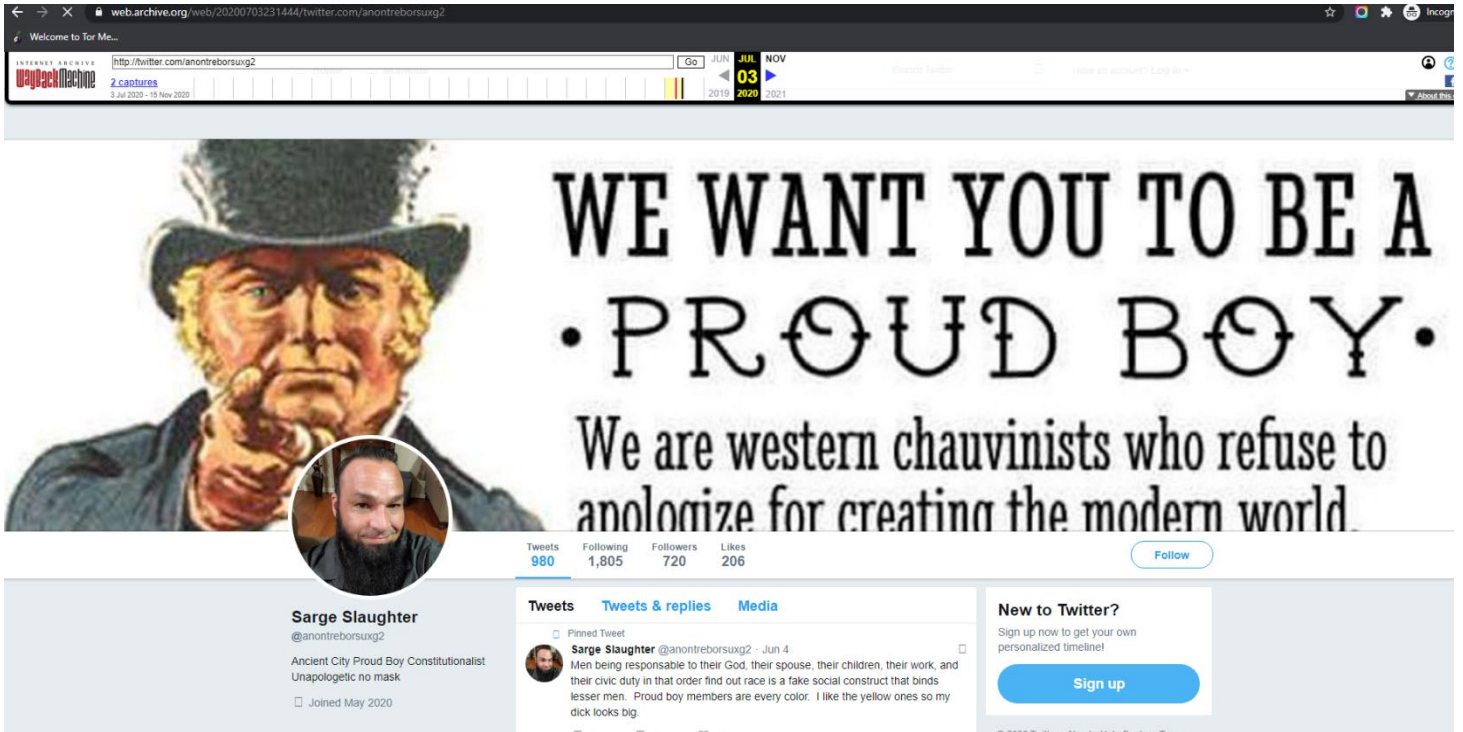 web.archive.org/web/20200703231444/twitter.com/anontreborsuxg2
Incogn
Welcome to Tor Me...
INTERNET ARCHIVE
WayBackMachine
http://twitter.com/anontreborsuxg2
Go
JUN JUL NOV
2 captures
03
3 Jul 2020 - 15 Nov 2020
2019 2020 2021
About this
WE WANT YOU TO BE A
• PROUD BOY •
We are western chauvinists who refuse to
apologize for creating the modern world.
Tweets Following Followers Likes
980 1,805 720 206
Follow
Sarge Slaughter
@anontreborsuxg2
Ancient City Proud Boy Constitutionalist
Unapologetic no mask
Joined May 2020
Tweets Tweets & replies Media
Pinned Tweet
Sarge Slaughter @anontreborsuxg2 · Jun 4
Men being responsable to their God, their spouse, their children, their work, and
their civic duty in that order find out race is a fake social construct that binds
lesser men. Proud boy members are every color. I like the yellow ones so my
dick looks big.
New to Twitter?
Sign up now to get your own
personalized timeline!
Sign up